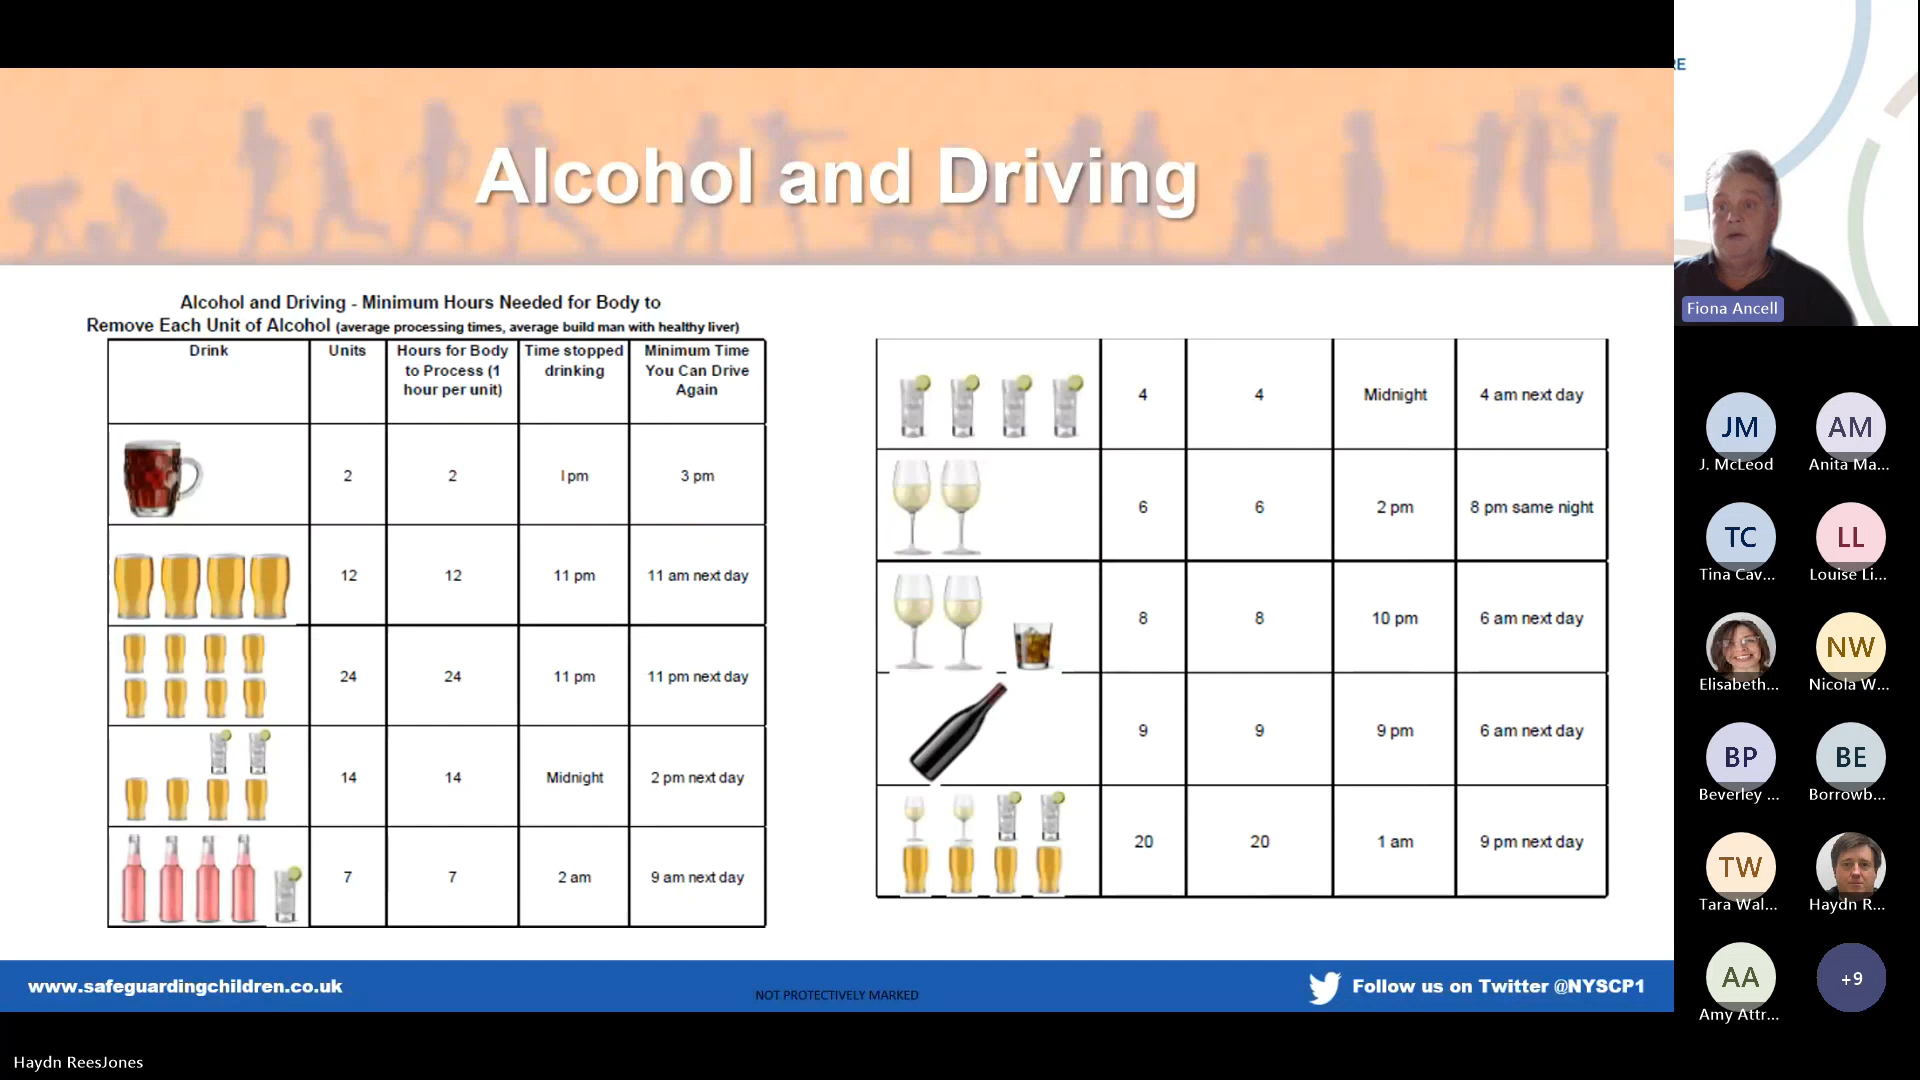 RE
Alcohol and Driving
Alcohol and Driving - Minimum Hours Needed for Body to
Remove Each Unit of Alcohol (average processing times, average build man with healthy liver)
Drink Units Hours for Body to Process (1 hour per unit) Time stopped drinking Minimum Time You Can Drive Again
2 2 1pm 3 pm
12 12 11 pm 11 am next day
24 24 11 pm 11 pm next day
14 14 Midnight 2 pm next day
7 7 2 am 9 am next day
4 4 Midnight 4 am next day
6 6 2 pm 8 pm same night
8 8 10 pm 6 am next day
9 9 9 pm 6 am next day
20 20 1 am 9 pm next day
www.safeguardingchildren.co.uk
NOT PROTECTIVELY MARKED
Follow us on Twitter @NYSCP1
Haydn ReesJones
Fiona Ancell
JM AM
J. McLeod Anita Ma...
TC LL
Tina Cav... Louise Li...
NW
Elisabeth... Nicola W...
BP BE
Beverley ... Borrowb...
TW
Tara Wal... Haydn R...
AA +9
Amy Attr...